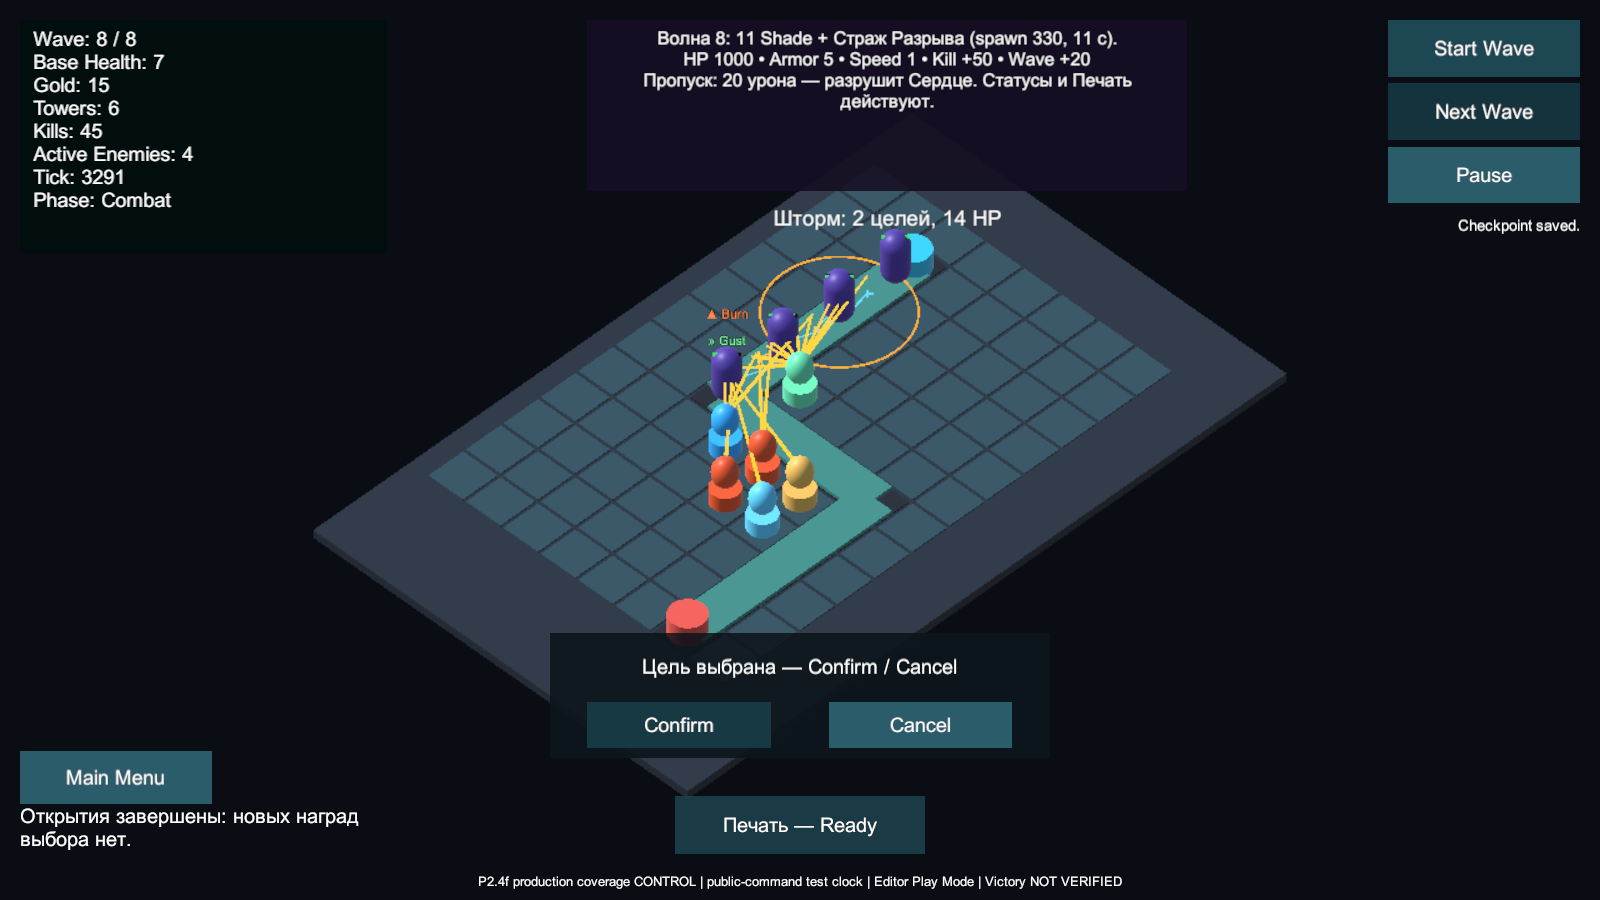 Wave: 8 / 8
Base Health: 7
Gold: 15
Towers: 6
Kills: 45
Active Enemies: 4
Tick: 3291
Phase: Combat
Волна 8: 11 Shade + Страж Разрыва (spawn 330, 11 с).
HP 1000 • Armor 5 • Speed 1 • Kill +50 • Wave +20
Пропуск: 20 урона — разрушит Сердце. Статусы и Печать
действуют.
Start Wave
Next Wave
Pause
Checkpoint saved.
Шторм: 2 целей, 14 HP
▲ Burn
» Gust
Цель выбрана — Confirm / Cancel
Confirm
Cancel
Main Menu
Открытия завершены: новых наград
выбора нет.
Печать — Ready
P2.4f production coverage CONTROL | public-command test clock | Editor Play Mode | Victory NOT VERIFIED